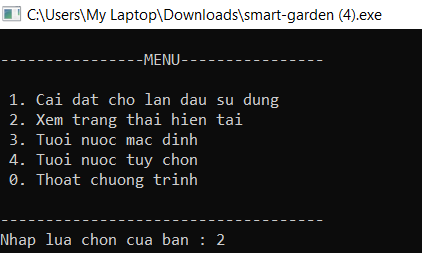 C:\Users\My Laptop\Downloads\smart-garden (4).exe
----------------MENU----------------
1. Cai dat cho lan dau su dung
2. Xem trang thai hien tai
3. Tuoi nuoc mac dinh
4. Tuoi nuoc tuy chon
0. Thoat chuong trinh
------------------------------------
Nhap lua chon cua ban : 2